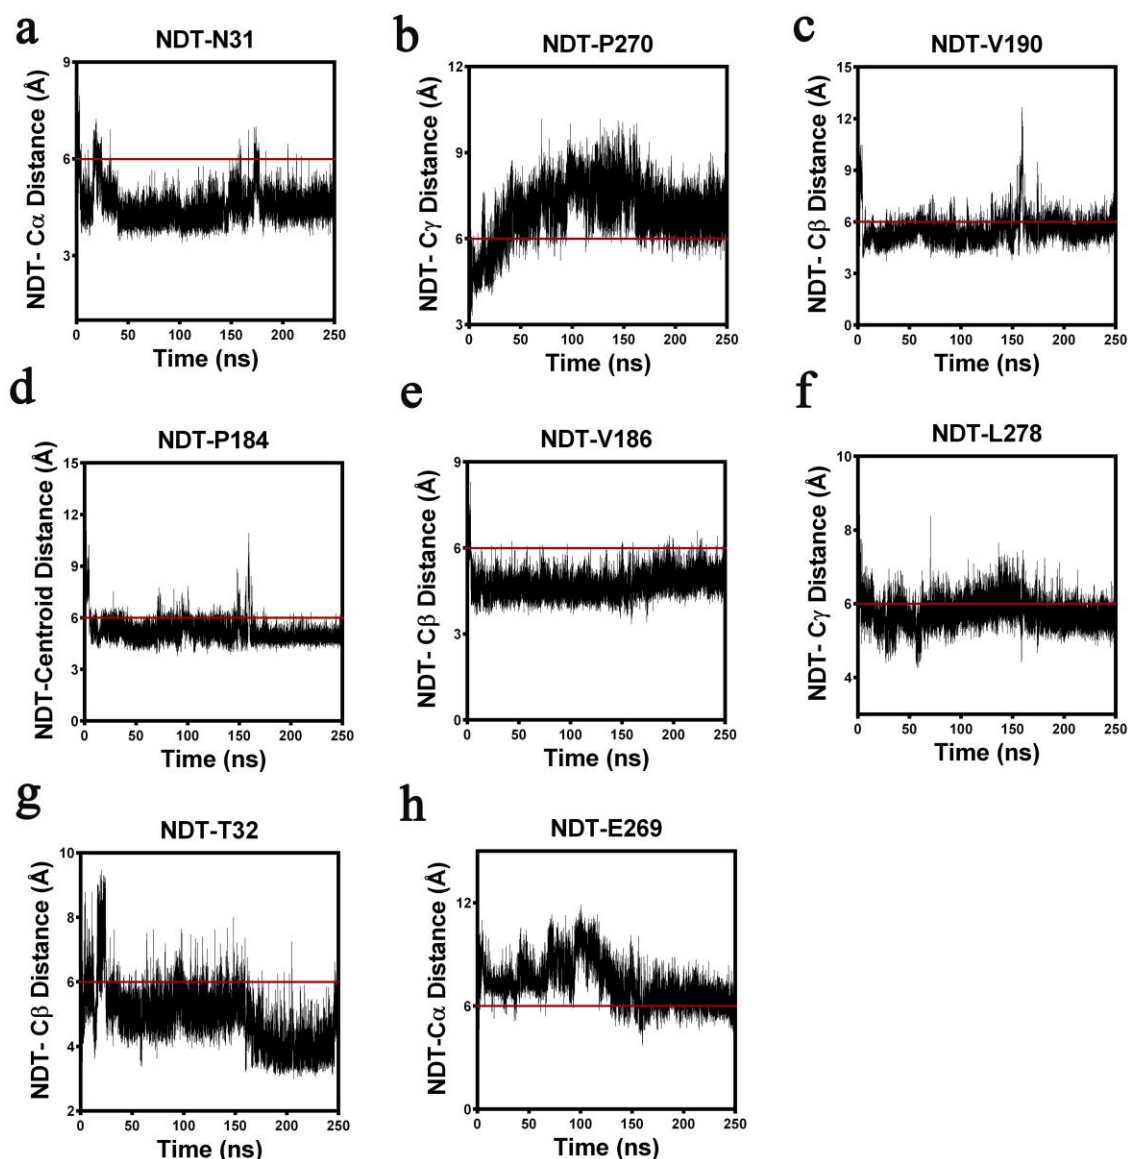 a
NDT-N31
NDT- Cα Distance (Å)
9
6
3
0 50 100 150 200 250
Time (ns)
b
NDT-P270
NDT- Cγ Distance (Å)
12
9
6
3
0 50 100 150 200 250
Time (ns)
c
NDT-V190
NDT- Cβ Distance (Å)
15
12
9
6
3
0
0 50 100 150 200 250
Time (ns)
d
NDT-P184
NDT-Centroid Distance (Å)
15
12
9
6
3
0
0 50 100 150 200 250
Time (ns)
e
NDT-V186
NDT- Cβ Distance (Å)
9
6
3
0
0 50 100 150 200 250
Time (ns)
f
NDT-L278
NDT- Cγ Distance (Å)
10
8
6
4
0 50 100 150 200 250
Time (ns)
g
NDT-T32
NDT- Cβ Distance (Å)
10
8
6
4
2
0 50 100 150 200 250
Time (ns)
h
NDT-E269
NDT-Cα Distance (Å)
12
6
0
0 50 100 150 200 250
Time (ns)